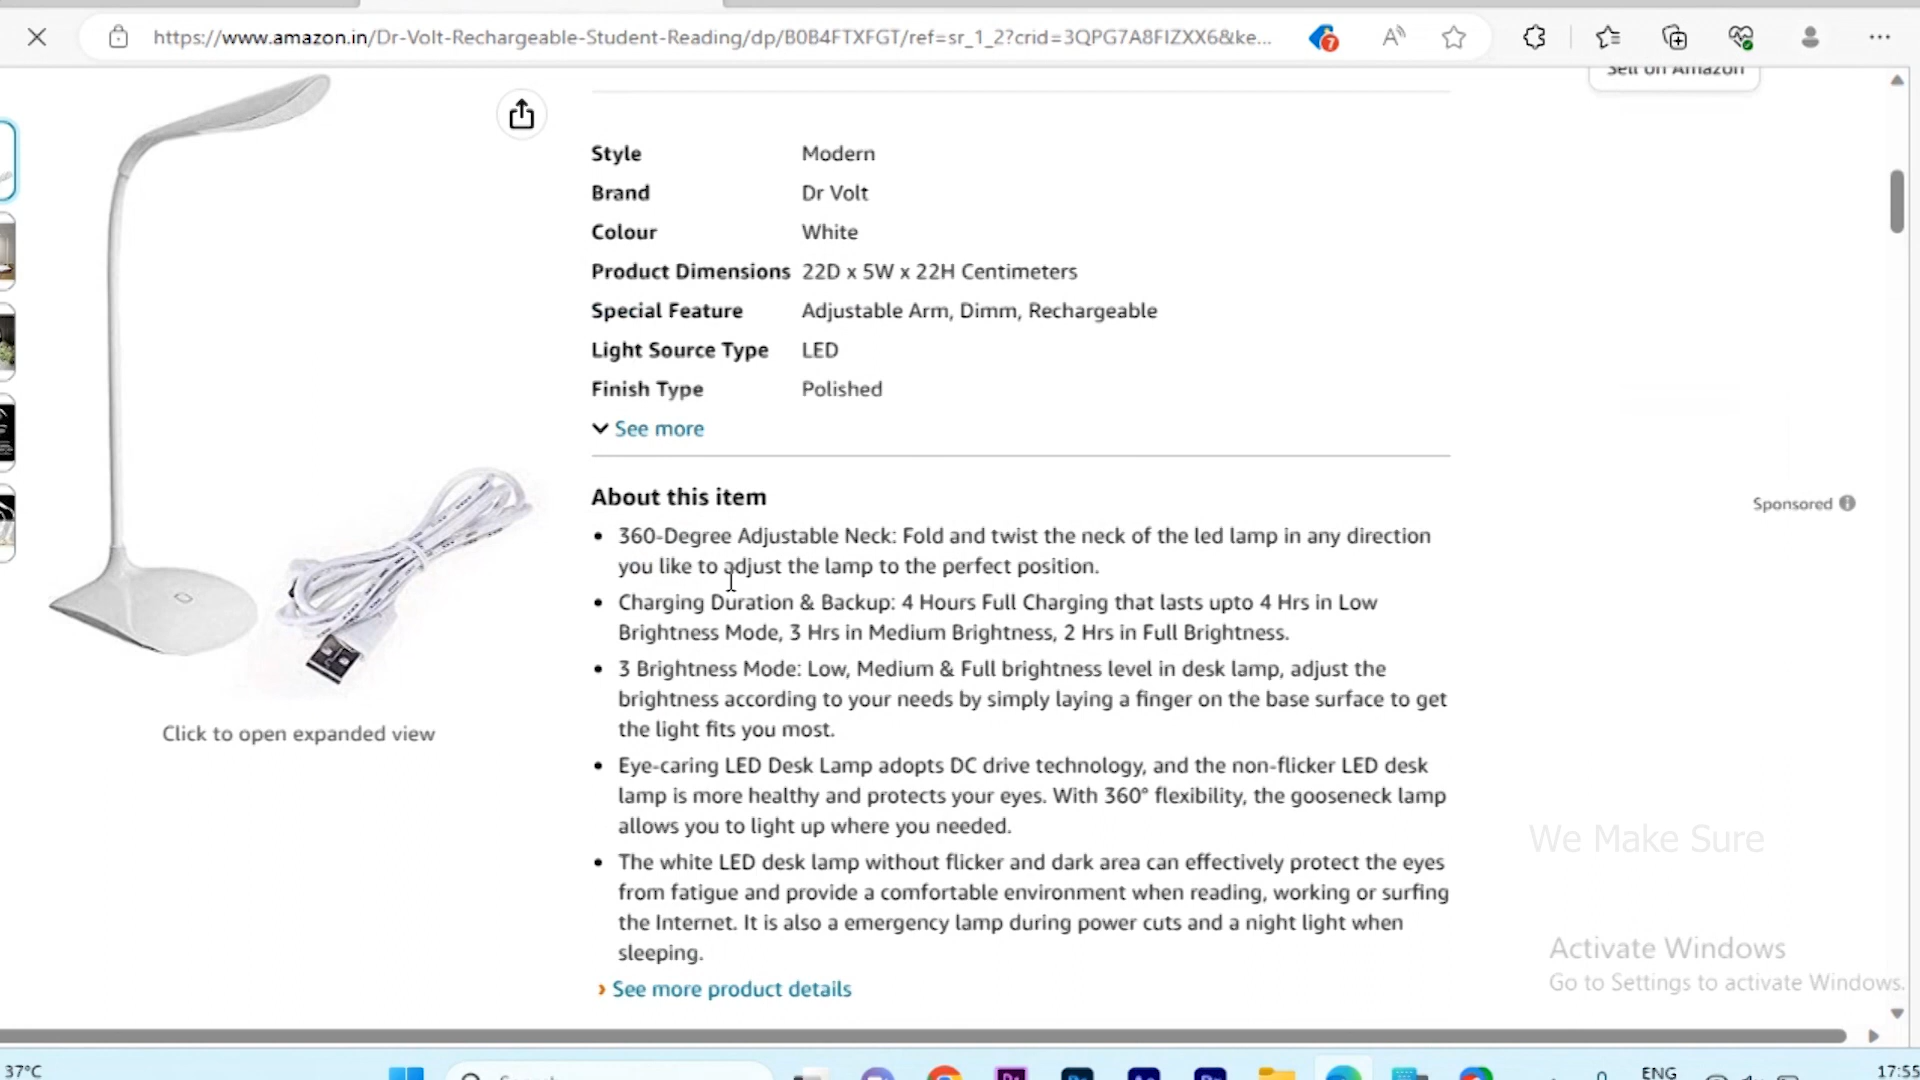 https://www.amazon.in/Dr-Volt-Rechargeable-Student-Reading/dp/B0B4FTXFGT/ref=sr_1_2?crid=3QPG7A8FIZXX6&ke...
7
Sell on Amazon
Style Modern
Brand Dr Volt
Colour White
Product Dimensions 22D x 5W x 22H Centimeters
Special Feature Adjustable Arm, Dimm, Rechargeable
Light Source Type LED
Finish Type Polished
See more
About this item
Sponsored
• 360-Degree Adjustable Neck: Fold and twist the neck of the led lamp in any direction
you like to adjust the lamp to the perfect position.
• Charging Duration & Backup: 4 Hours Full Charging that lasts upto 4 Hrs in Low
Brightness Mode, 3 Hrs in Medium Brightness, 2 Hrs in Full Brightness.
• 3 Brightness Mode: Low, Medium & Full brightness level in desk lamp, adjust the
brightness according to your needs by simply laying a finger on the base surface to get
the light fits you most.
Click to open expanded view
• Eye-caring LED Desk Lamp adopts DC drive technology, and the non-flicker LED desk
lamp is more healthy and protects your eyes. With 360° flexibility, the gooseneck lamp
allows you to light up where you needed.
We Make Sure
• The white LED desk lamp without flicker and dark area can effectively protect the eyes
from fatigue and provide a comfortable environment when reading, working or surfing
the Internet. It is also a emergency lamp during power cuts and a night light when
sleeping.
› See more product details
Activate Windows
Go to Settings to activate Windows.
37°C
Search
ENG
17:55